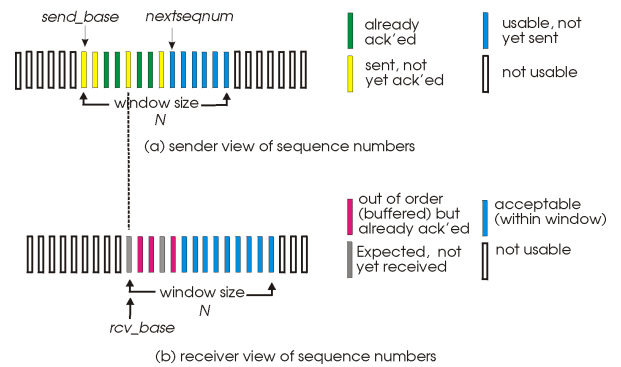 send_base
nextseqnum
already
ack'ed
usable, not
yet sent
sent, not
yet ack'ed
not usable
window size
N
(a) sender view of sequence numbers
out of order
(buffered) but
already ack'ed
acceptable
(within window)
Expected, not
yet received
not usable
window size
N
rcv_base
(b) receiver view of sequence numbers